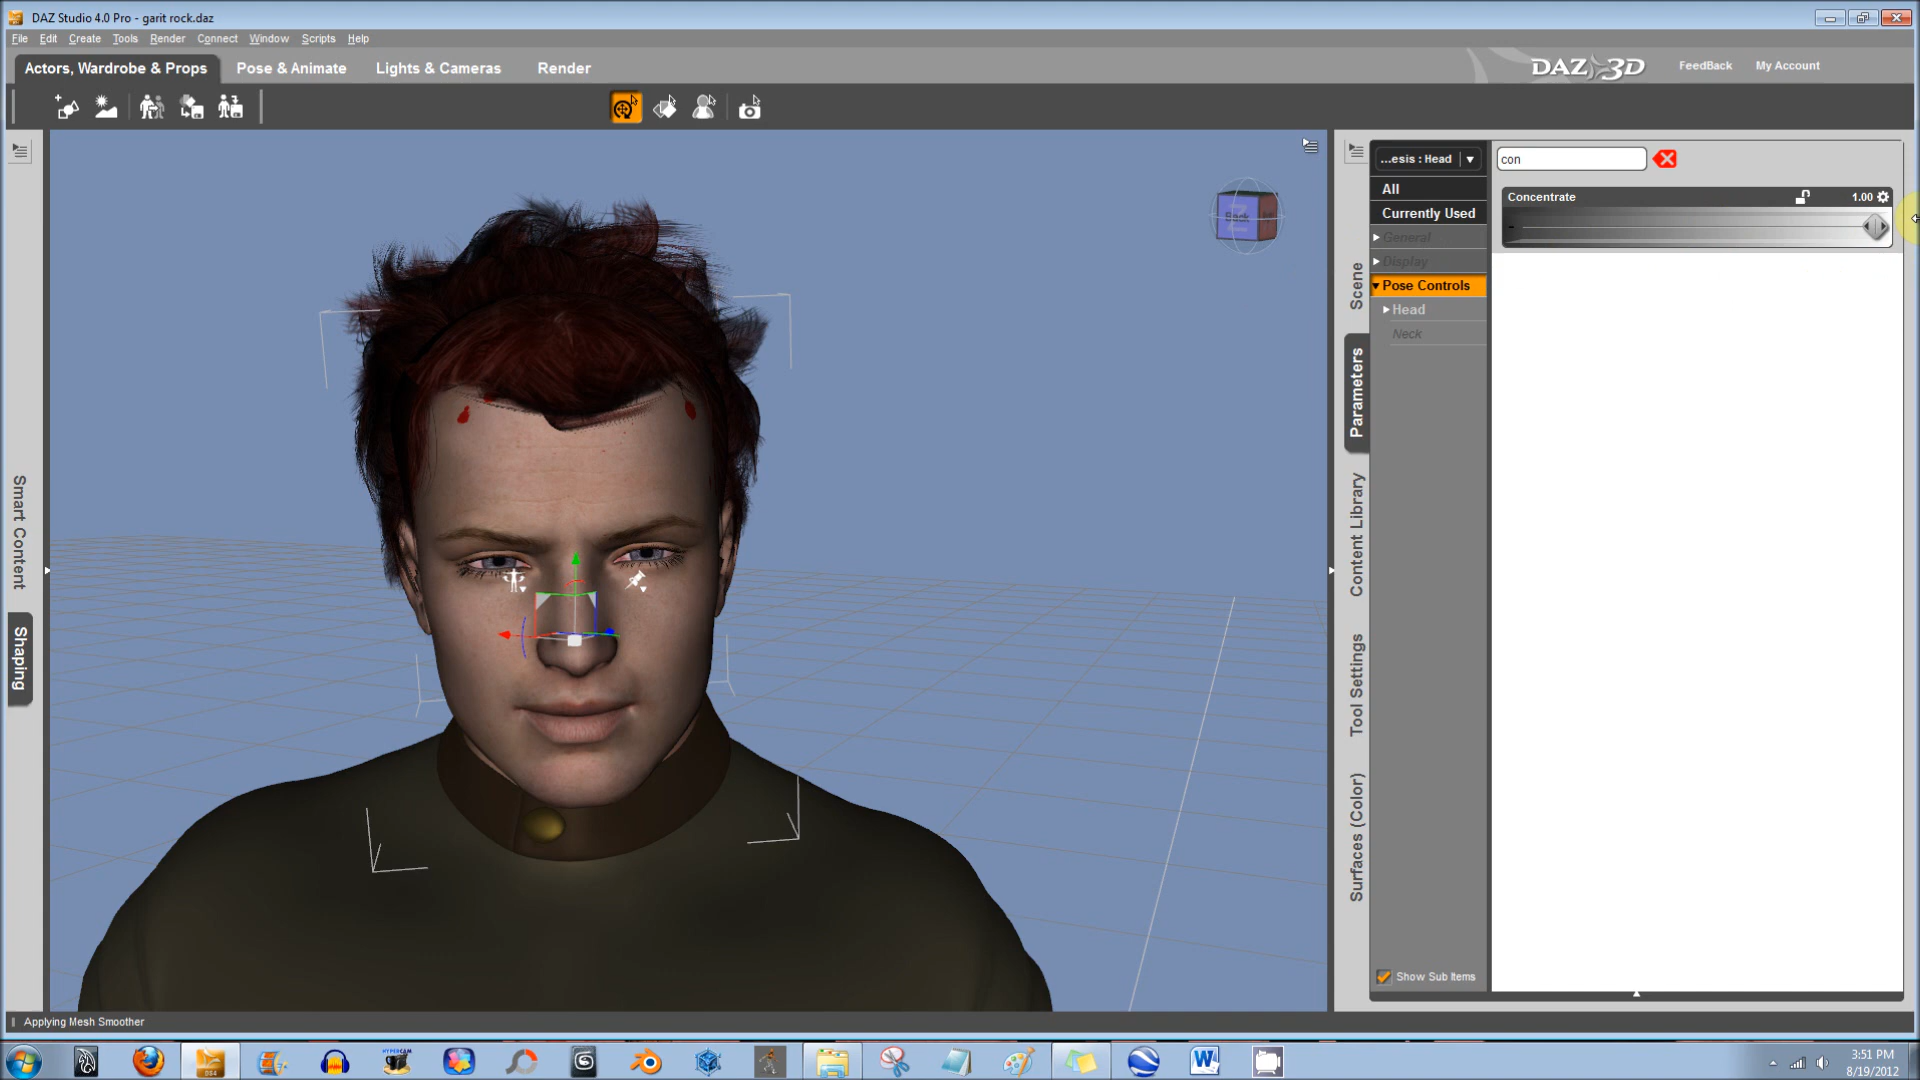 DAZ Studio 4.0 Pro - garit rock.daz
File Edit Create Tools Render Connect Window Scripts Help
Actors, Wardrobe & Props Pose & Animate Lights & Cameras Render
DAZ 3D FeedBack My Account
...esis : Head
con
All
Currently Used
General
Display
Pose Controls
Head
Neck
Show Sub Items
Concentrate 1.00
Back
Smart Content
Shaping
Scene
Parameters
Content Library
Tool Settings
Surfaces (Color)
Applying Mesh Smoother
HYPERCAM
DS4
3:51 PM
8/19/2012